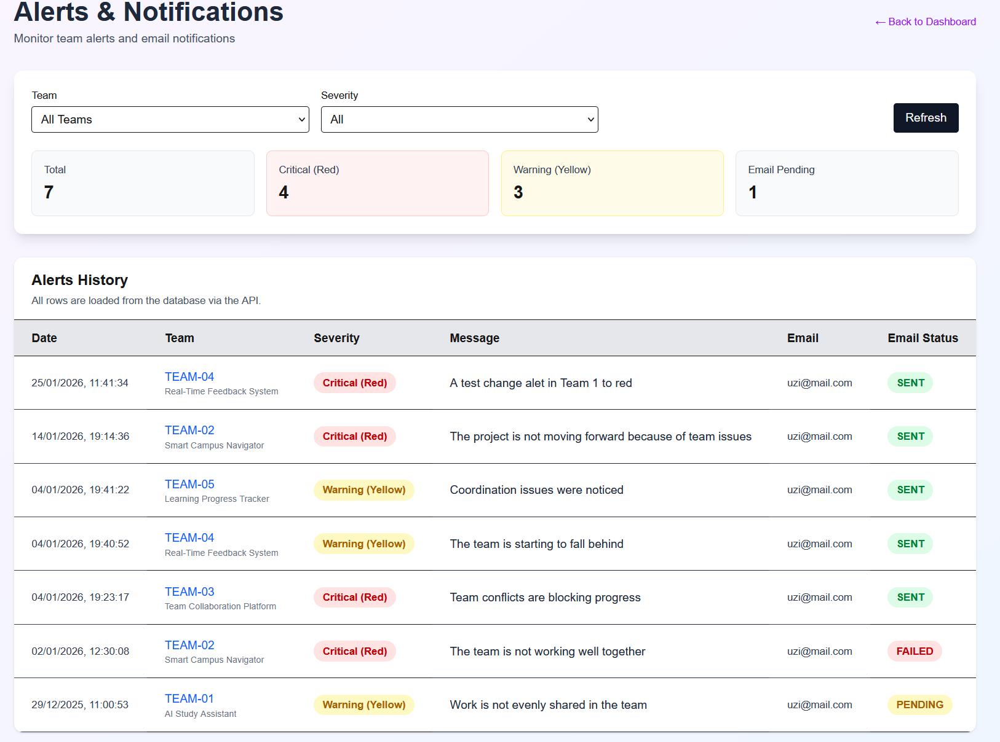 Alerts & Notifications
← Back to Dashboard
Monitor team alerts and email notifications
Team
Severity
All Teams
All
Refresh
Total
7
Critical (Red)
4
Warning (Yellow)
3
Email Pending
1
Alerts History
All rows are loaded from the database via the API.
Date Team Severity Message Email Email Status
25/01/2026, 11:41:34 TEAM-04 Critical (Red) A test change alet in Team 1 to red uzi@mail.com SENT
Real-Time Feedback System
14/01/2026, 19:14:36 TEAM-02 Critical (Red) The project is not moving forward because of team issues uzi@mail.com SENT
Smart Campus Navigator
04/01/2026, 19:41:22 TEAM-05 Warning (Yellow) Coordination issues were noticed uzi@mail.com SENT
Learning Progress Tracker
04/01/2026, 19:40:52 TEAM-04 Warning (Yellow) The team is starting to fall behind uzi@mail.com SENT
Real-Time Feedback System
04/01/2026, 19:23:17 TEAM-03 Critical (Red) Team conflicts are blocking progress uzi@mail.com SENT
Team Collaboration Platform
02/01/2026, 12:30:08 TEAM-02 Critical (Red) The team is not working well together uzi@mail.com FAILED
Smart Campus Navigator
29/12/2025, 11:00:53 TEAM-01 Warning (Yellow) Work is not evenly shared in the team uzi@mail.com PENDING
AI Study Assistant